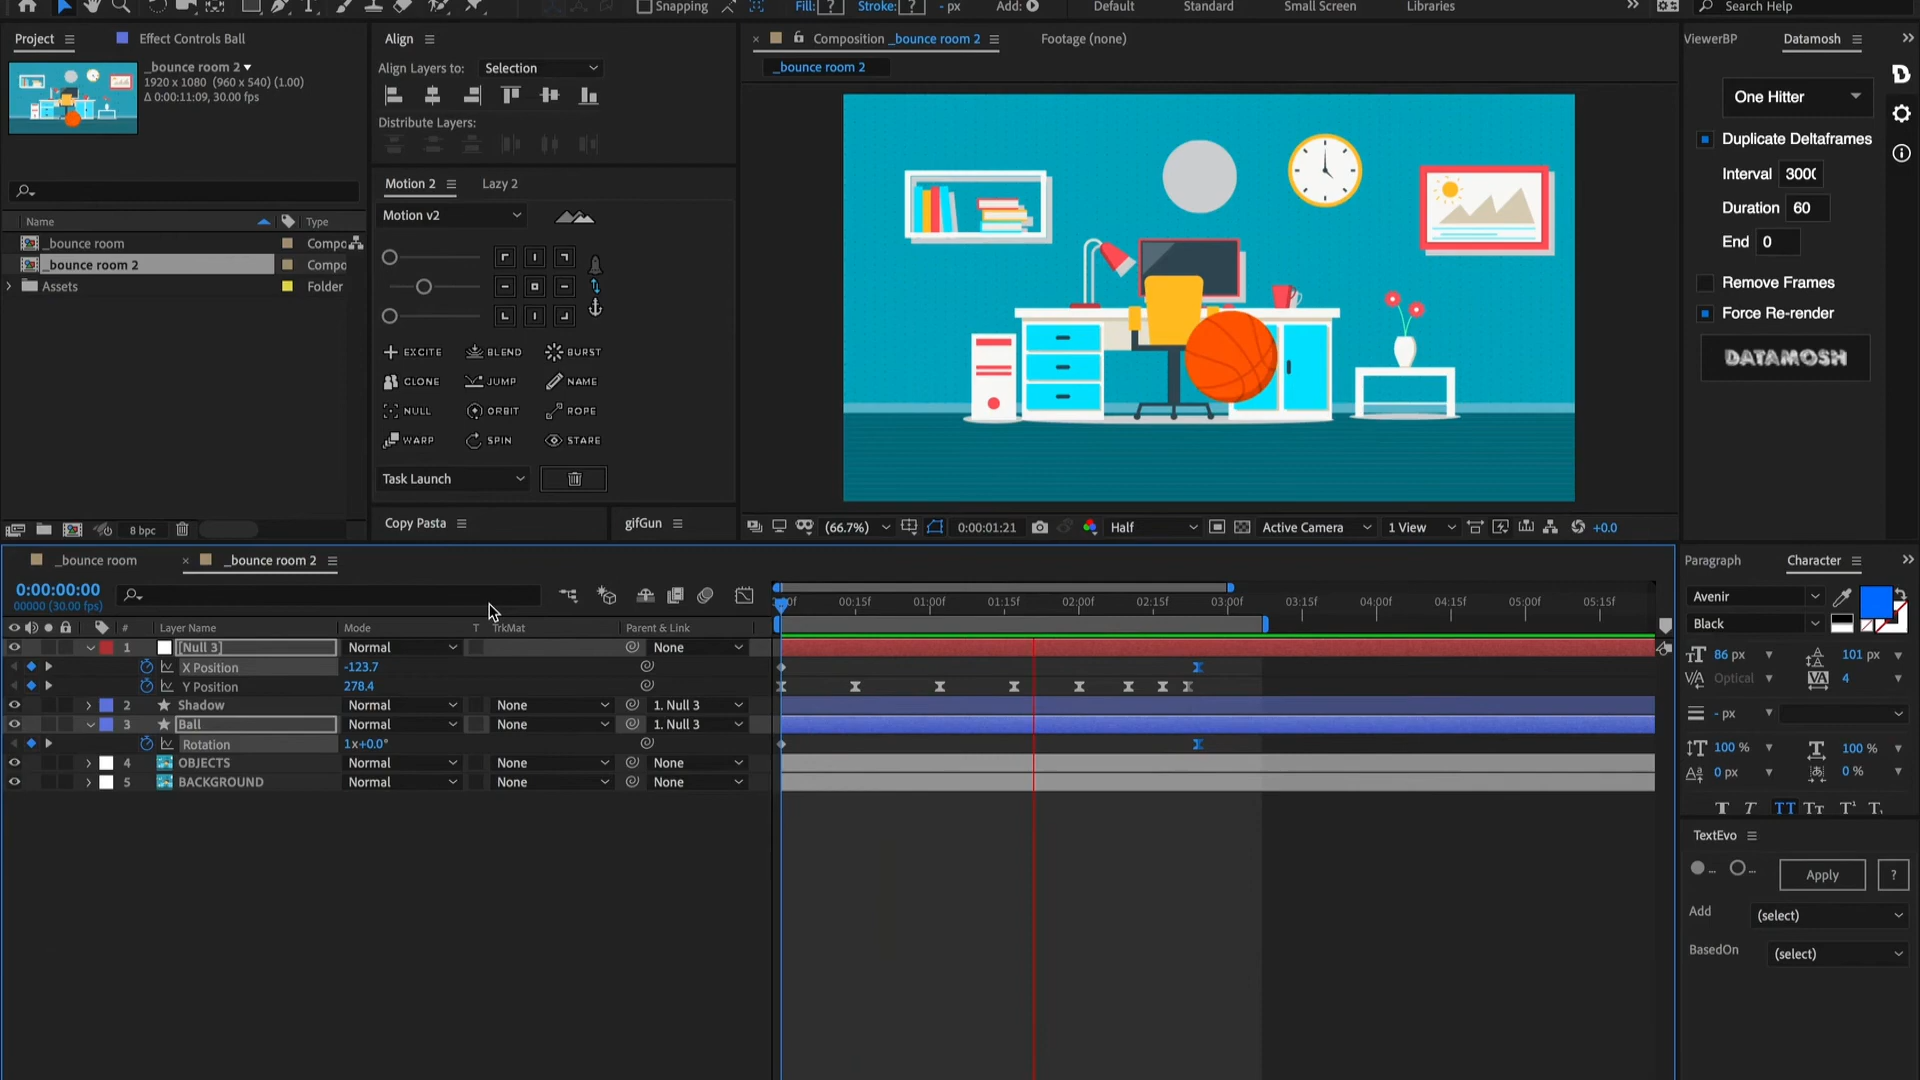 Snapping
Fill: ?
Stroke: ? - px
Add:
Default
Standard
Small Screen
Libraries
Search Help
Project
Effect Controls Ball
_bounce room 2
1920 x 1080 (960 x 540) (1.00)
Δ 0:00:11:09, 30.00 fps
Name
Type
_bounce room
Compo
_bounce room 2
Compo
Assets
Folder
8 bpc
Align
Align Layers to:
Selection
Distribute Layers:
Motion 2
Lazy 2
Motion v2
EXCITE
BLEND
BURST
CLONE
JUMP
NAME
NULL
ORBIT
ROPE
WARP
SPIN
STARE
Task Launch
Copy Pasta
gifGun
Composition _bounce room 2
Footage (none)
_bounce room 2
(66.7%)
0:00:01:21
Half
Active Camera
1 View
+0.0
ViewerBP
Datamosh
One Hitter
Duplicate Deltaframes
Interval 300
Duration 60
End 0
Remove Frames
Force Re-render
DATAMOSH
_bounce room
_bounce room 2
0:00:00:00
00000 (30.00 fps)
00:15f
01:00f
01:15f
02:00f
02:15f
03:00f
03:15f
04:00f
04:15f
05:00f
05:15f
# Layer Name
Mode
T TrkMat
Parent & Link
1 [Null 3] Normal None
X Position -123.7
Y Position 278.4
2 Shadow Normal None 1. Null 3
3 Ball Normal None 1. Null 3
Rotation 1x+0.0°
4 OBJECTS Normal None None
5 BACKGROUND Normal None None
Paragraph
Character
Avenir
Black
86 px
101 px
Optical
4
- px
100 %
100 %
0 px
0 %
TextEvo
Apply
?
Add (select)
BasedOn (select)